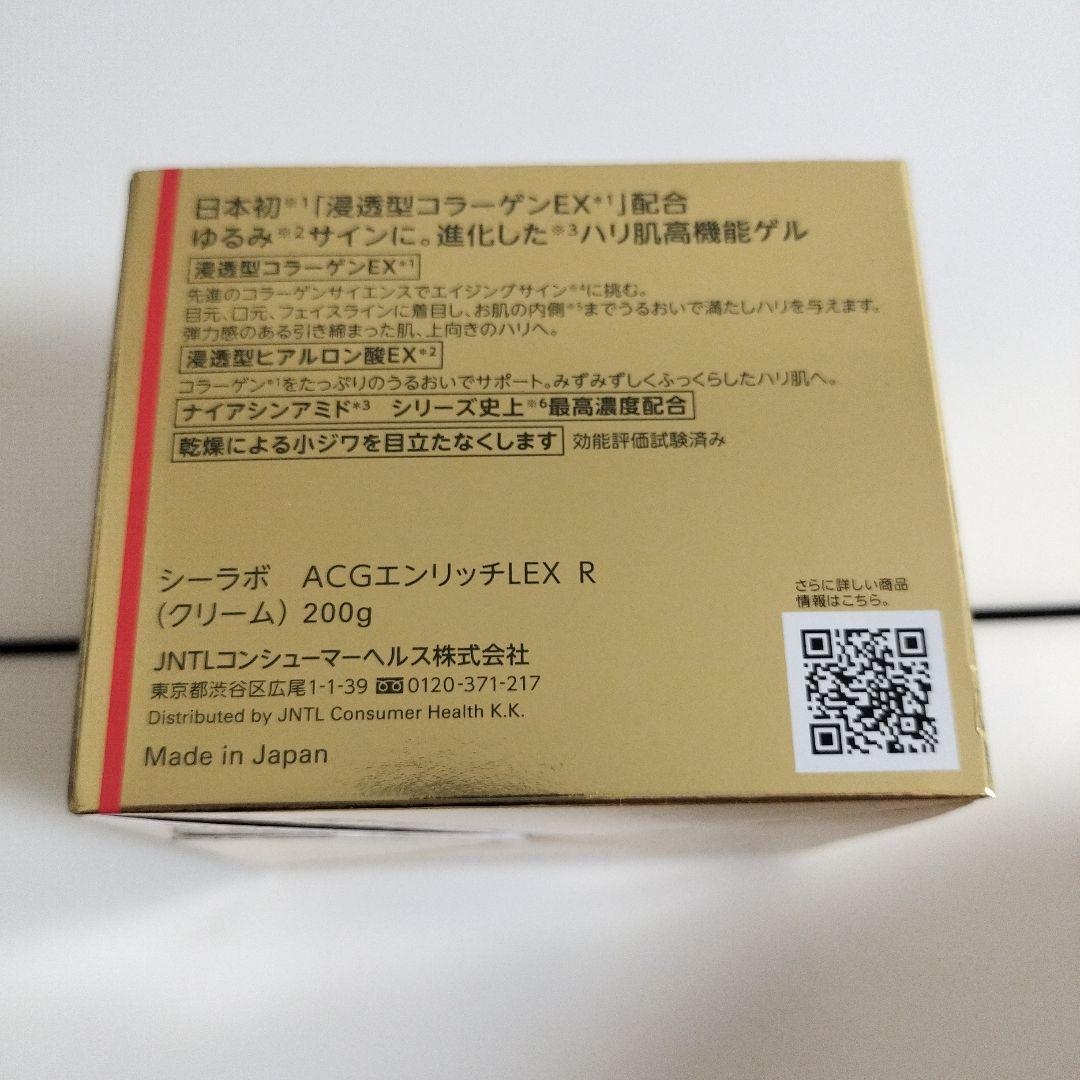 日本初※1「浸透型コラーゲンEX*1」配合
ゆるみ※2サインに。進化した※3ハリ肌高機能ゲル
浸透型コラーゲンEX*1
先進のコラーゲンサイエンスでエイジングサイン※4に挑む。
目元、口元、フェイスラインに着目し、お肌の内側※5までうるおいで満たしハリを与えます。
弾力感のある引き締まった肌、上向きのハリへ。
浸透型ヒアルロン酸EX*2
コラーゲン*1をたっぷりのうるおいでサポート。みずみずしくふっくらしたハリ肌へ。
ナイアシンアミド*3 シリーズ史上※6最高濃度配合
乾燥による小ジワを目立たなくします 効能評価試験済み
シーラボ ACGエンリッチLEX R
（クリーム）200g
JNTLコンシューマーヘルス株式会社
東京都渋谷区広尾1-1-39 0120-371-217
Distributed by JNTL Consumer Health K.K.
Made in Japan
さらに詳しい商品
情報はこちら。